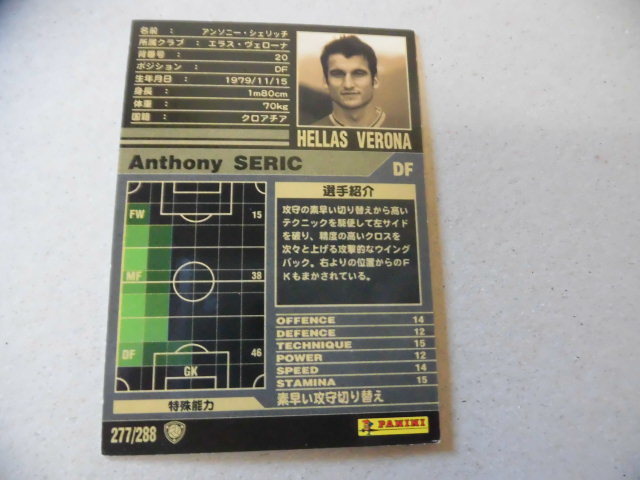 名前 : アンソニー・シェリッチ
所属クラブ : エラス・ヴェローナ
背番号 : 20
ポジション : DF
生年月日 : 1979/11/15
身長 : 1m80cm
体重 : 70kg
国籍 : クロアチア
HELLAS VERONA
Anthony SERIC
DF
FW 15
MF 38
DF 46
GK
選手紹介
攻守の素早い切り替えから高い
テクニックを駆使して左サイド
を破り、精度の高いクロスを
次々と上げる攻撃的なウイング
バック。右よりの位置からのF
Kもまかされている。
OFFENCE 14
DEFENCE 12
TECHNIQUE 15
POWER 12
SPEED 14
STAMINA 15
特殊能力 素早い攻守切り替え
277/288
PANINI